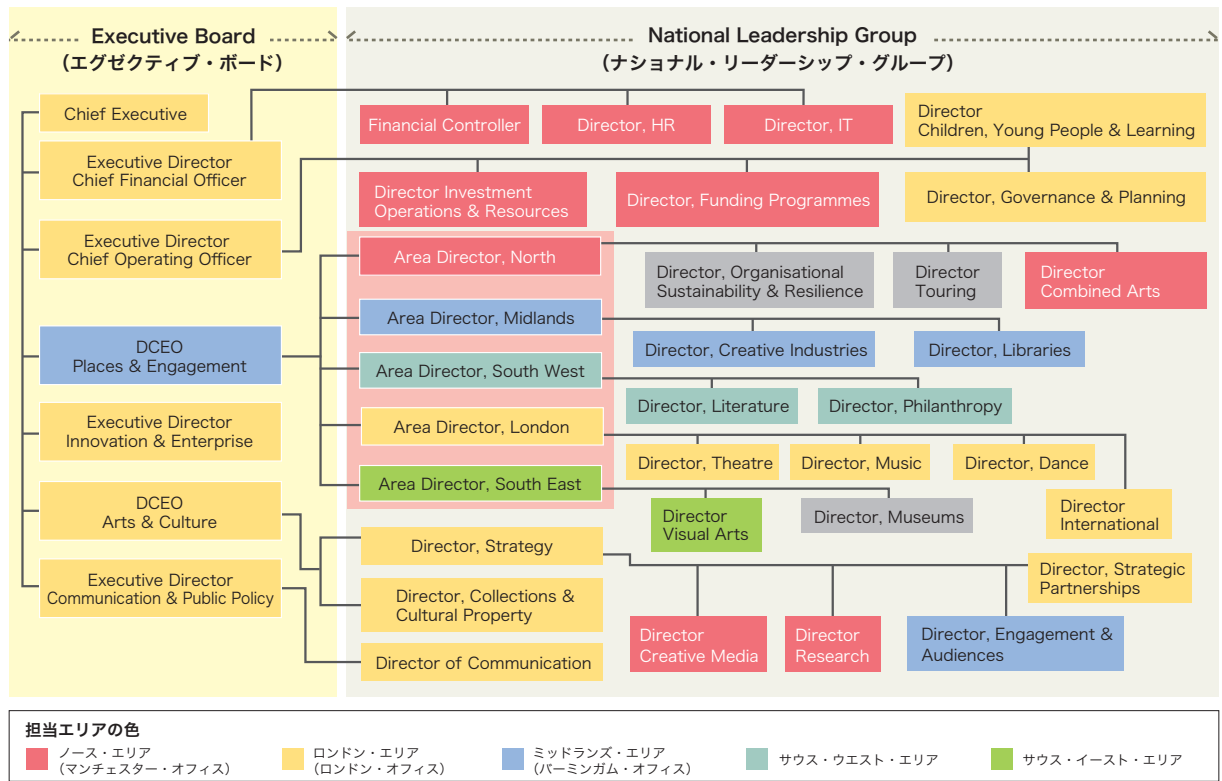 Executive Board
（エグゼクティブ・ボード）
National Leadership Group
（ナショナル・リーダーシップ・グループ）
Chief Executive
Executive Director
Chief Financial Officer
Executive Director
Chief Operating Officer
DCEO
Places & Engagement
Executive Director
Innovation & Enterprise
DCEO
Arts & Culture
Executive Director
Communication & Public Policy
Financial Controller
Director, HR
Director, IT
Director
Children, Young People & Learning
Director Investment
Operations & Resources
Director, Funding Programmes
Director, Governance & Planning
Area Director, North
Director, Organisational
Sustainability & Resilience
Director
Touring
Director
Combined Arts
Area Director, Midlands
Director, Creative Industries
Director, Libraries
Area Director, South West
Director, Literature
Director, Philanthropy
Area Director, London
Director, Theatre
Director, Music
Director, Dance
Director
International
Area Director, South East
Director
Visual Arts
Director, Museums
Director, Strategy
Director, Strategic
Partnerships
Director, Collections &
Cultural Property
Director
Creative Media
Director
Research
Director, Engagement &
Audiences
Director of Communication
担当エリアの色
ノース・エリア
（マンチェスター・オフィス）
ロンドン・エリア
（ロンドン・オフィス）
ミッドランズ・エリア
（バーミンガム・オフィス）
サウス・ウエスト・エリア
サウス・イースト・エリア